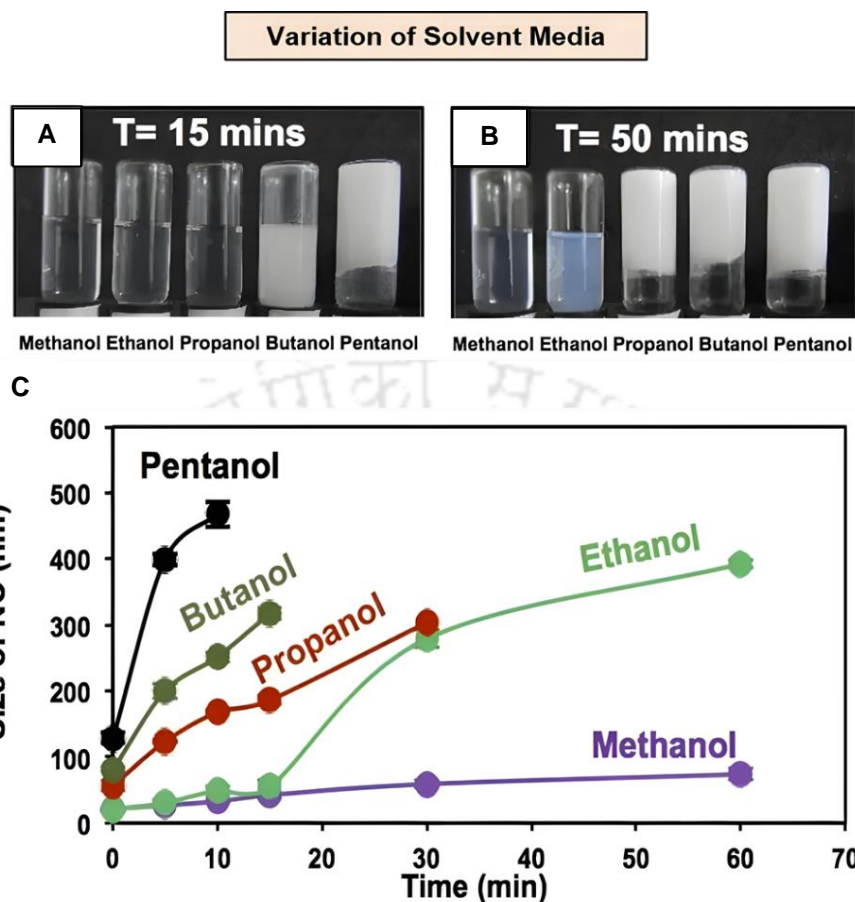 Variation of Solvent Media
A
T= 15 mins
B
T= 50 mins
Methanol Ethanol Propanol Butanol Pentanol
Methanol Ethanol Propanol Butanol Pentanol
C
600
500
400
300
200
100
0
Pentanol
Butanol
Propanol
Ethanol
Methanol
0 10 20 30 40 50 60 70
Time (min)